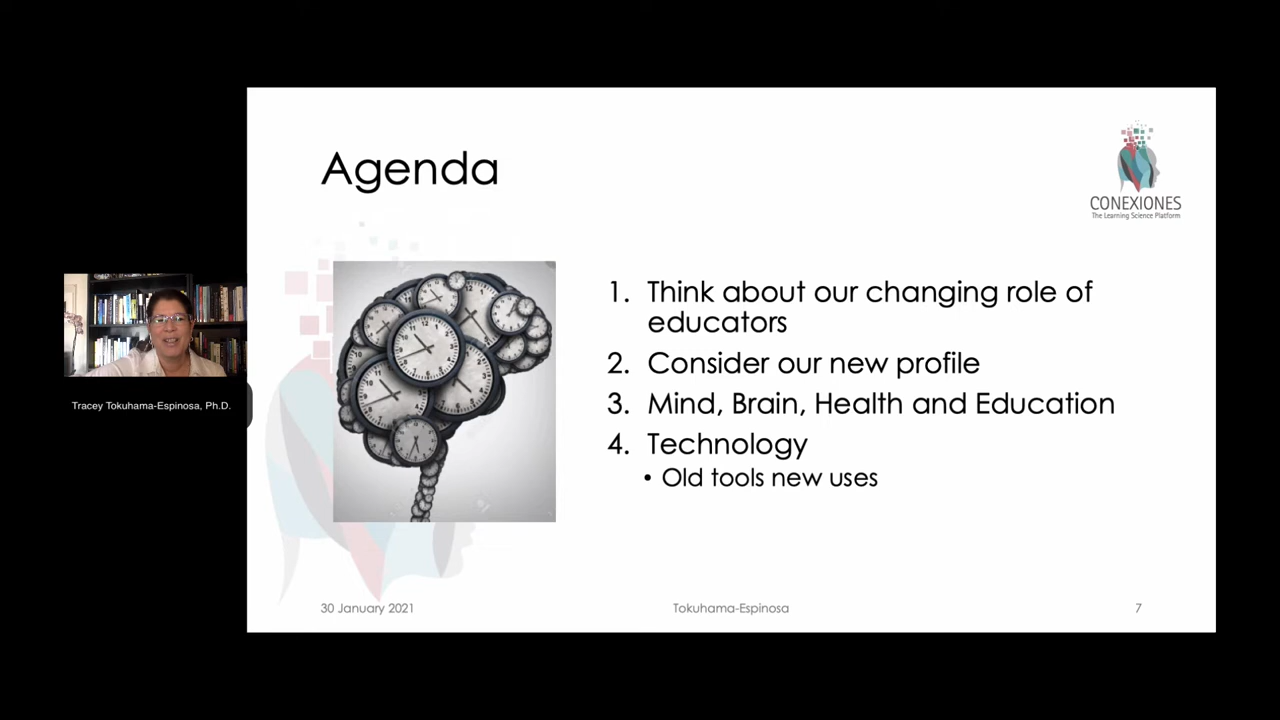 Agenda
CONEXIONES
The Learning Science Platform
1. Think about our changing role of
educators
2. Consider our new profile
3. Mind, Brain, Health and Education
4. Technology
• Old tools new uses
Tracey Tokuhama-Espinosa, Ph.D.
30 January 2021
Tokuhama-Espinosa
7